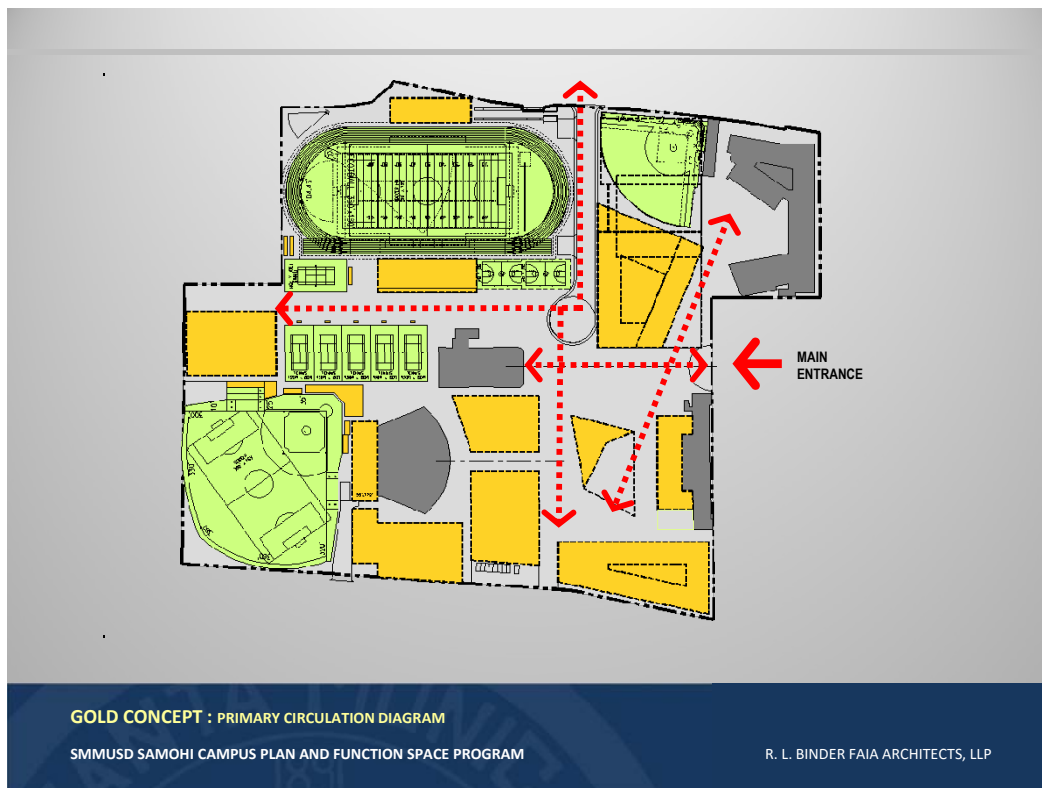 MAIN
ENTRANCE
GOLD CONCEPT : PRIMARY CIRCULATION DIAGRAM
SMMUSD SAMOHI CAMPUS PLAN AND FUNCTION SPACE PROGRAM
R. L. BINDER FAIA ARCHITECTS, LLP